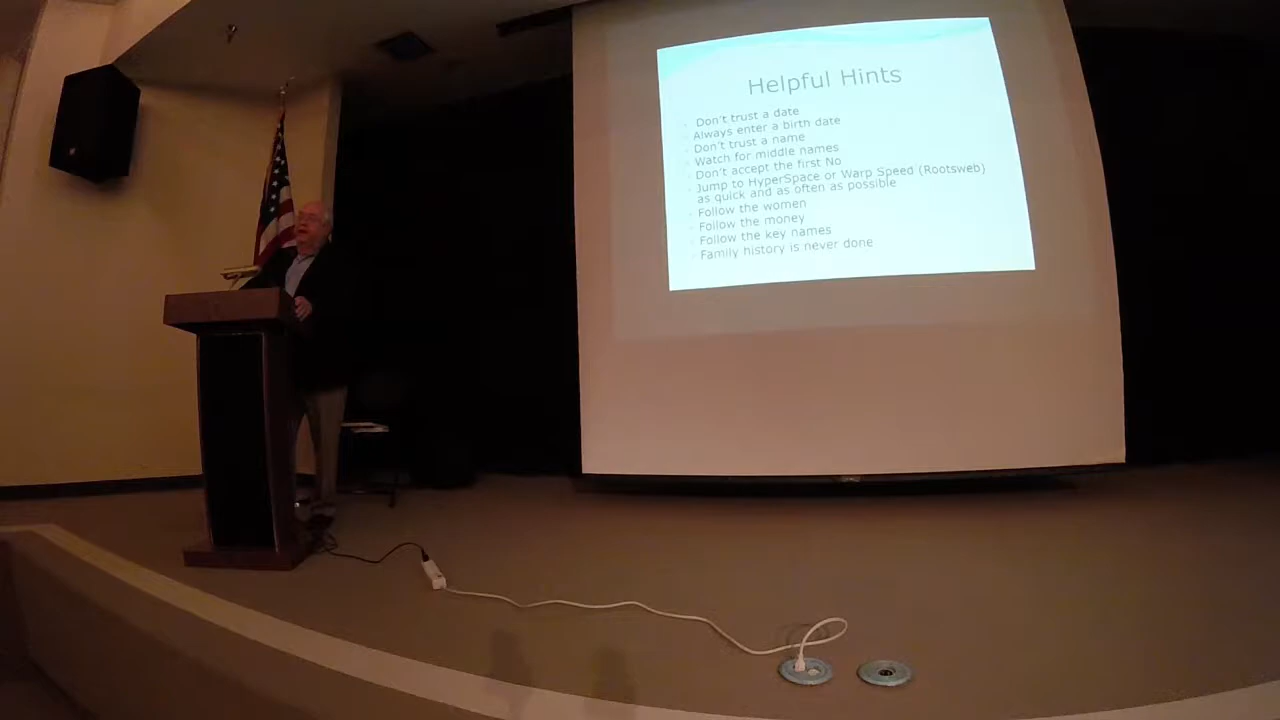 Helpful Hints
Don't trust a date
Always enter a birth date
Don't trust a name
Watch for middle names
Don't accept the first No
Jump to HyperSpace or Warp Speed (Rootsweb)
as quick and as often as possible
Follow the women
Follow the money
Follow the key names
Family history is never done